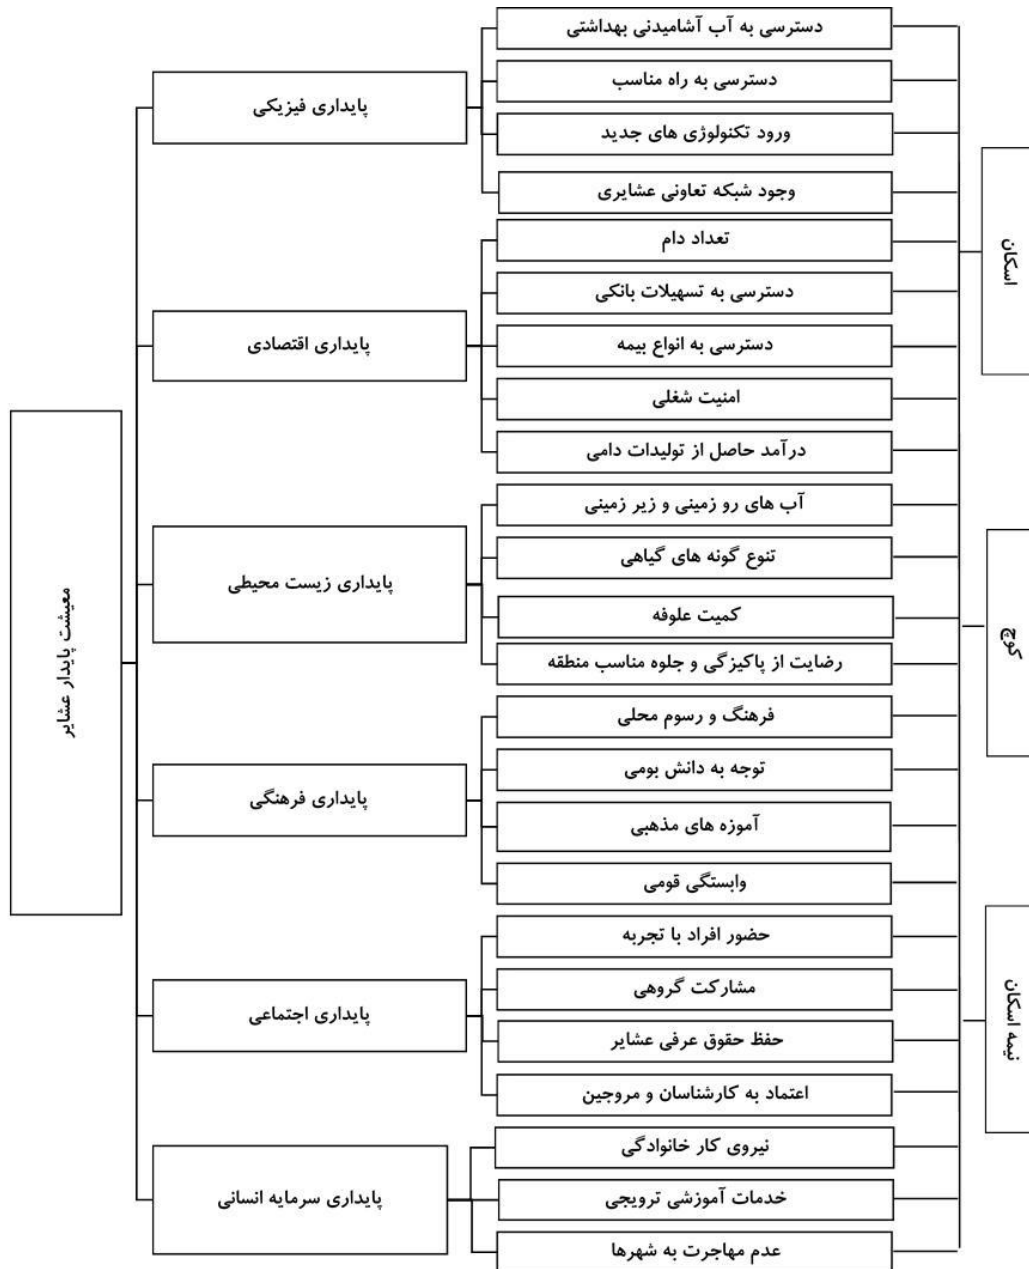 معیشت پایدار عشایر
پایداری فیزیکی
دسترسی به آب آشامیدنی بهداشتی
دسترسی به راه مناسب
ورود تکنولوژی های جدید
وجود شبکه تعاونی عشایری
پایداری اقتصادی
تعداد دام
دسترسی به تسهیلات بانکی
دسترسی به انواع بیمه
امنیت شغلی
درآمد حاصل از تولیدات دامی
پایداری زیست محیطی
آب های رو زمینی و زیر زمینی
تنوع گونه های گیاهی
کمیت علوفه
رضایت از پاکیزگی و جلوه مناسب منطقه
پایداری فرهنگی
فرهنگ و رسوم محلی
توجه به دانش بومی
آموزه های مذهبی
وابستگی قومی
پایداری اجتماعی
حضور افراد با تجربه
مشارکت گروهی
حفظ حقوق عرفی عشایر
اعتماد به کارشناسان و مروجین
پایداری سرمایه انسانی
نیروی کار خانوادگی
خدمات آموزشی ترویجی
عدم مهاجرت به شهرها
اسکان
کوچ
نیمه اسکان